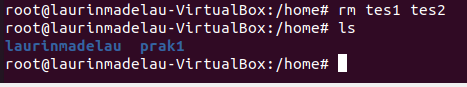 root@laurinmadelau-VirtualBox:/home# rm tes1 tes2
root@laurinmadelau-VirtualBox:/home# ls
laurinmadelau  prak1
root@laurinmadelau-VirtualBox:/home#